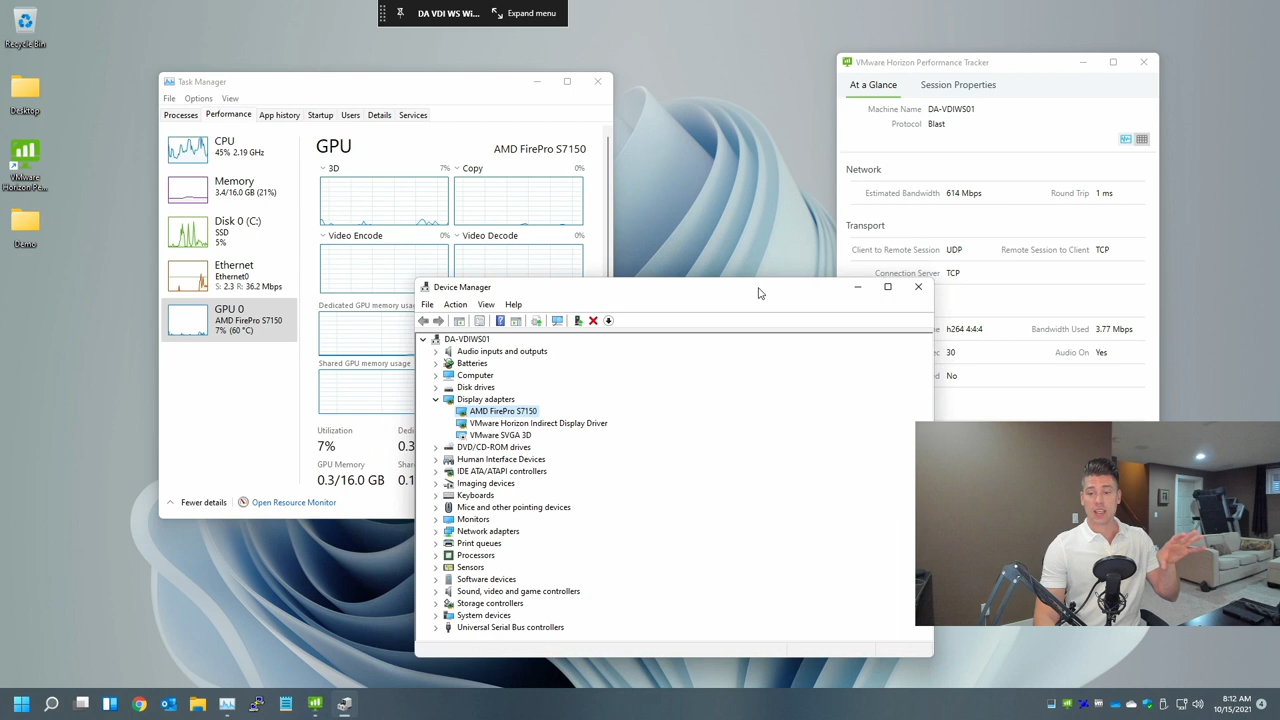 DA VDI WS Wi...
Expand menu
Recycle Bin
Desktop
VMware
Horizon Pe...
Demo
Task Manager
File Options View
Processes Performance App history Startup Users Details Services
CPU
45% 2.19 GHz
Memory
3.4/16.0 GB (21%)
Disk 0 (C:)
SSD
5%
Ethernet
Ethernet0
S: 2.3 R: 36.2 Mbps
GPU 0
AMD FirePro S7150
7% (60 °C)
GPU
AMD FirePro S7150
3D 7% Copy 0%
Video Encode 0% Video Decode 0%
Dedicated GPU memory usage
Shared GPU memory usage
Utilization
7%
GPU Memory
0.3/16.0 GB
Fewer details
Open Resource Monitor
VMware Horizon Performance Tracker
At a Glance Session Properties
Machine Name DA-VDIWS01
Protocol Blast
Network
Estimated Bandwidth 614 Mbps Round Trip 1 ms
Transport
Client to Remote Session UDP Remote Session to Client TCP
Connection Server TCP
h264 4:4:4 Bandwidth Used 3.77 Mbps
30 Audio On Yes
No
Device Manager
File Action View Help
DA-VDIWS01
Audio inputs and outputs
Batteries
Computer
Disk drives
Display adapters
AMD FirePro S7150
VMware Horizon Indirect Display Driver
VMware SVGA 3D
DVD/CD-ROM drives
Human Interface Devices
IDE ATA/ATAPI controllers
Imaging devices
Keyboards
Mice and other pointing devices
Monitors
Network adapters
Print queues
Processors
Sensors
Software devices
Sound, video and game controllers
Storage controllers
System devices
Universal Serial Bus controllers
8:12 AM
10/15/2021